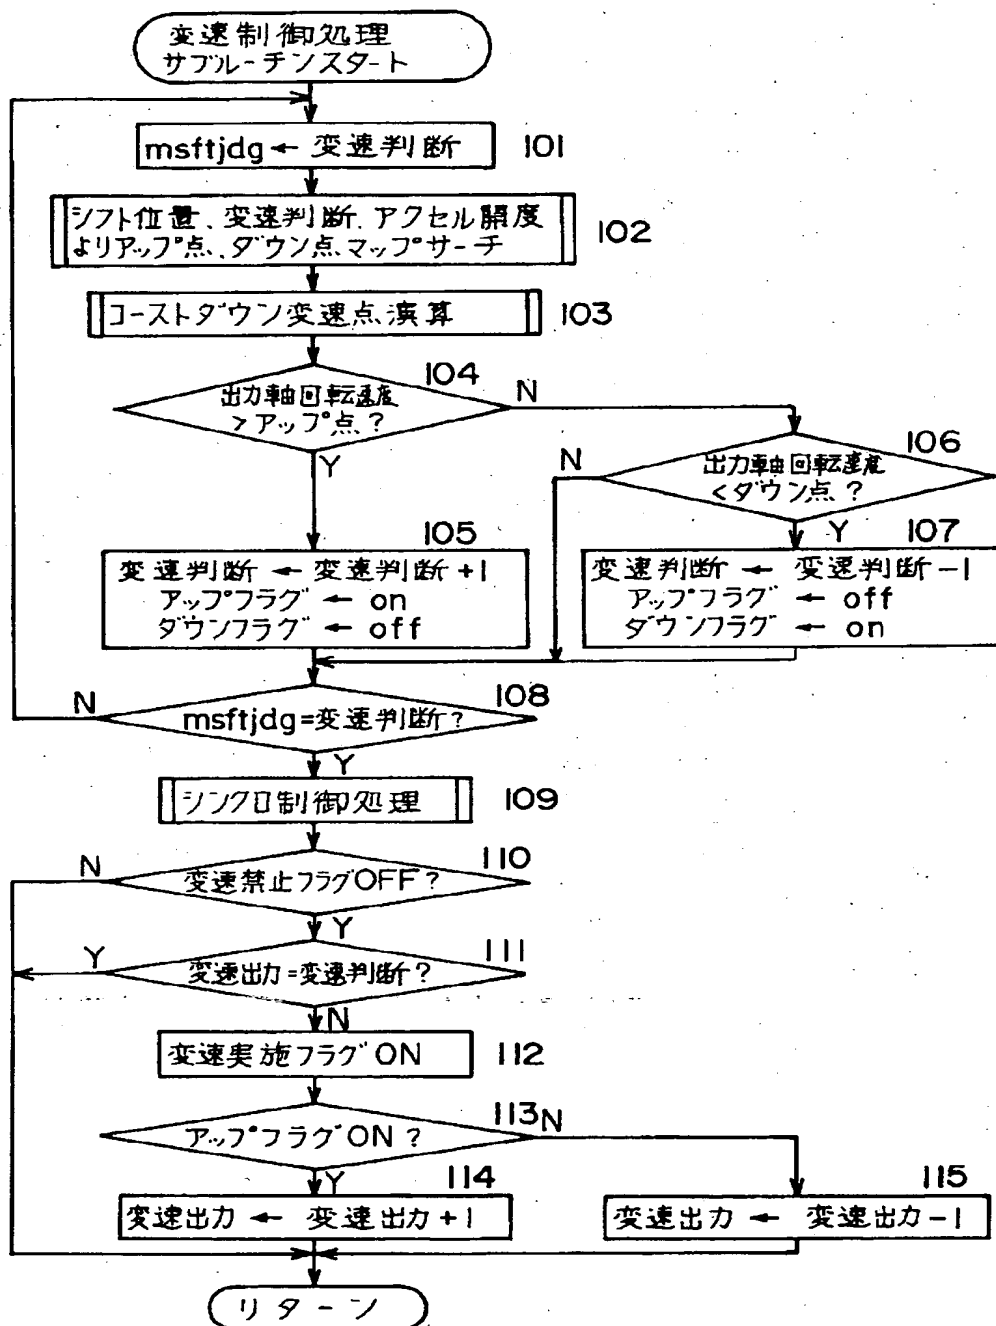 変速制御処理
サブルーチンスタート
msftjdg ← 変速判断
101
シフト位置、変速判断、アクセル開度
よりアップ点、ダウン点マップサーチ
102
コーストダウン変速点演算
103
104
出力軸回転速度
>アップ点?
N
Y
106
出力軸回転速度
<ダウン点?
N
Y
105
変速判断 ← 変速判断+1
アップフラグ ← on
ダウンフラグ ← off
107
変速判断 ← 変速判断-1
アップフラグ ← off
ダウンフラグ ← on
108
N
msftjdg=変速判断?
Y
シンクロ制御処理
109
110
N
変速禁止フラグOFF?
Y
111
Y
変速出力=変速判断?
N
変速実施フラグON
112
113
N
アップフラグON?
Y
114
変速出力 ← 変速出力+1
115
変速出力 ← 変速出力-1
リターン